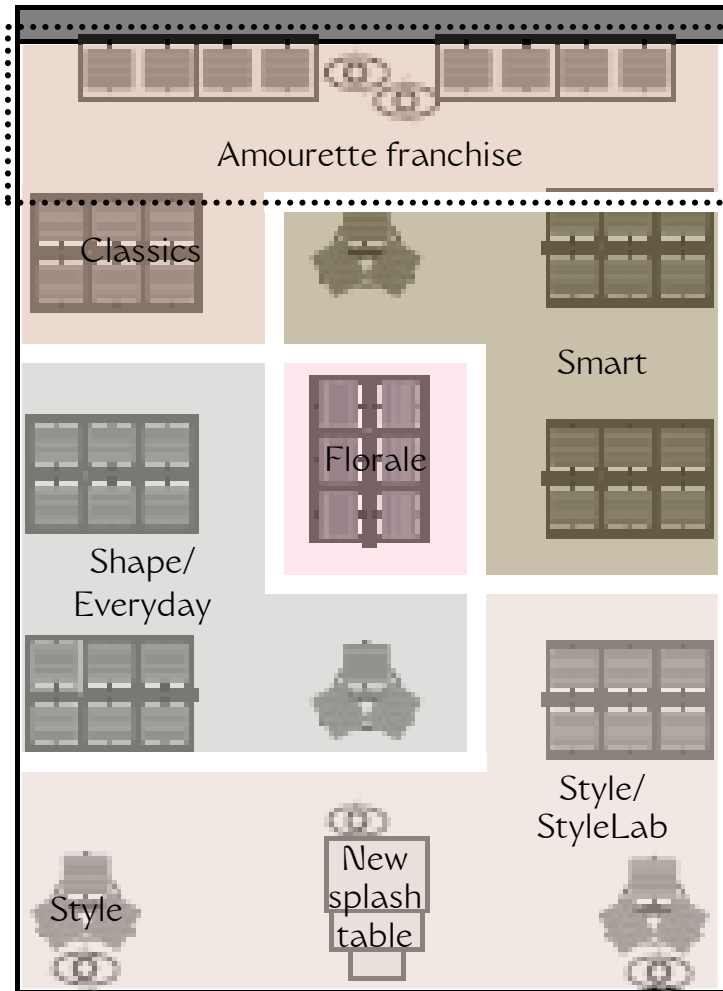 Amourette franchise
Classics
Smart
Florale
Shape/
Everyday
Style/
StyleLab
New
splash
table
Style